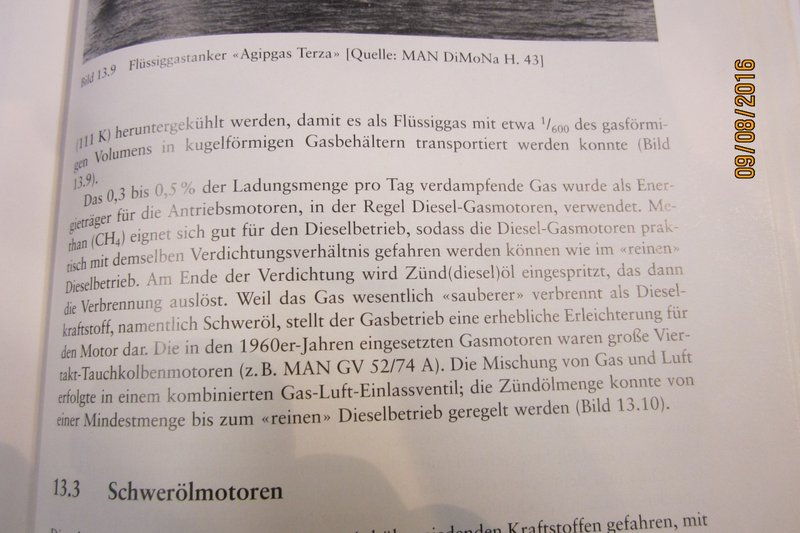 Bild 13.9 Flüssiggastanker «Agipgas Terza» [Quelle: MAN DiMoNa H. 43]
(111 K) heruntergekühlt werden, damit es als Flüssiggas mit etwa 1/600 des gasförmi-
gen Volumens in kugelförmigen Gasbehältern transportiert werden konnte (Bild
13.9).
Das 0,3 bis 0,5 % der Ladungsmenge pro Tag verdampfende Gas wurde als Ener-
gieträger für die Antriebsmotoren, in der Regel Diesel-Gasmotoren, verwendet. Me-
than (CH4) eignet sich gut für den Dieselbetrieb, sodass die Diesel-Gasmotoren prak-
tisch mit demselben Verdichtungsverhältnis gefahren werden können wie im «reinen»
Dieselbetrieb. Am Ende der Verdichtung wird Zünd(diesel)öl eingespritzt, das dann
die Verbrennung auslöst. Weil das Gas wesentlich «sauberer» verbrennt als Diesel-
kraftstoff, namentlich Schweröl, stellt der Gasbetrieb eine erhebliche Erleichterung für
den Motor dar. Die in den 1960er-Jahren eingesetzten Gasmotoren waren große Vier-
takt-Tauchkolbenmotoren (z. B. MAN GV 52/74 A). Die Mischung von Gas und Luft
erfolgte in einem kombinierten Gas-Luft-Einlassventil; die Zündölmenge konnte von
einer Mindestmenge bis zum «reinen» Dieselbetrieb geregelt werden (Bild 13.10).
13.3 Schwerölmotoren
Kraftstoffen gefahren, mit
09/08/2016